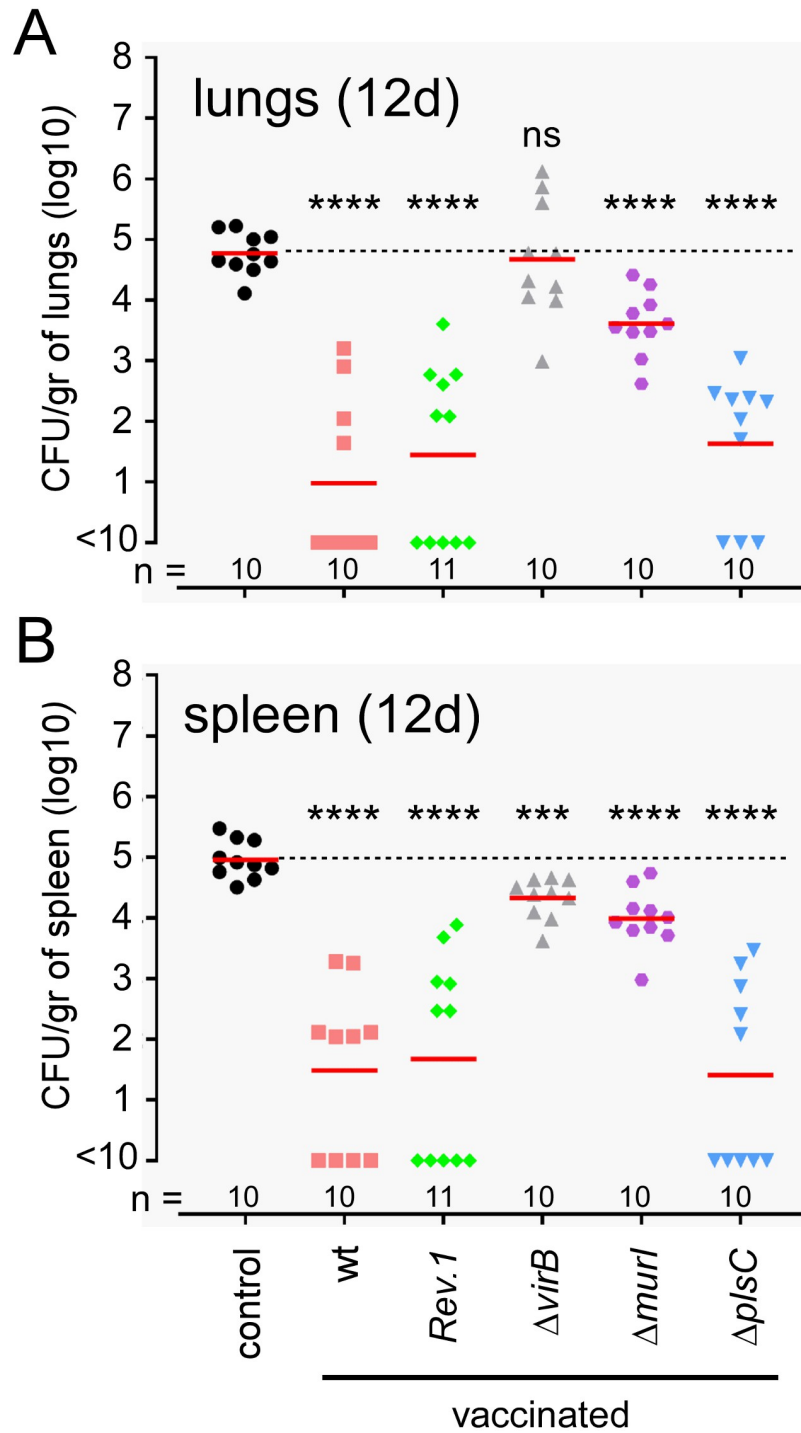 A
lungs (12d)
CFU/gr of lungs (log10)
8
7
6
5
4
3
2
1
<10
**** **** ns **** ****
n = 10 10 11 10 10 10
B
spleen (12d)
CFU/gr of spleen (log10)
8
7
6
5
4
3
2
1
<10
**** **** *** **** ****
n = 10 10 11 10 10 10
control
wt
Rev.1
ΔvirB
ΔmurI
ΔplsC
vaccinated